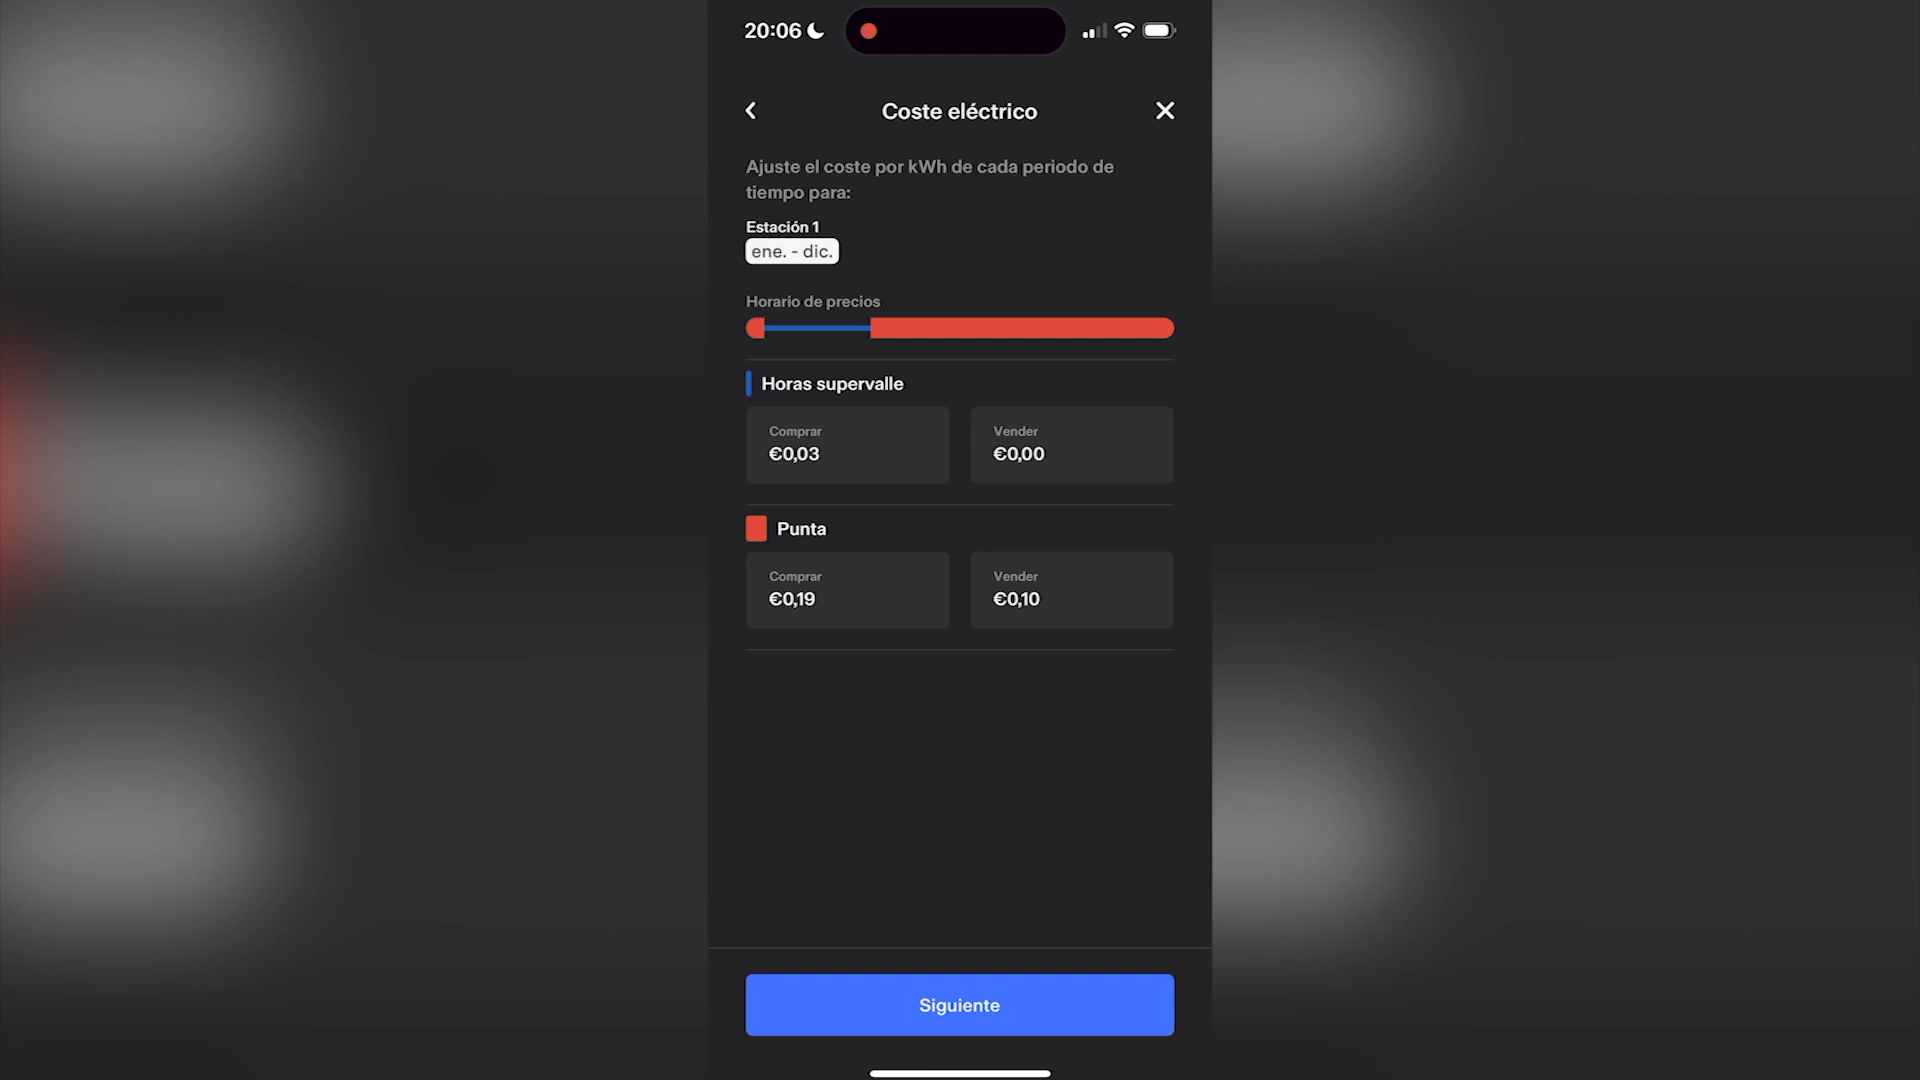 20:06
Coste eléctrico
Ajuste el coste por kWh de cada periodo de
tiempo para:
Estación 1
ene. - dic.
Horario de precios
Horas supervalle
Comprar
€0,03
Vender
€0,00
Punta
Comprar
€0,19
Vender
€0,10
Siguiente